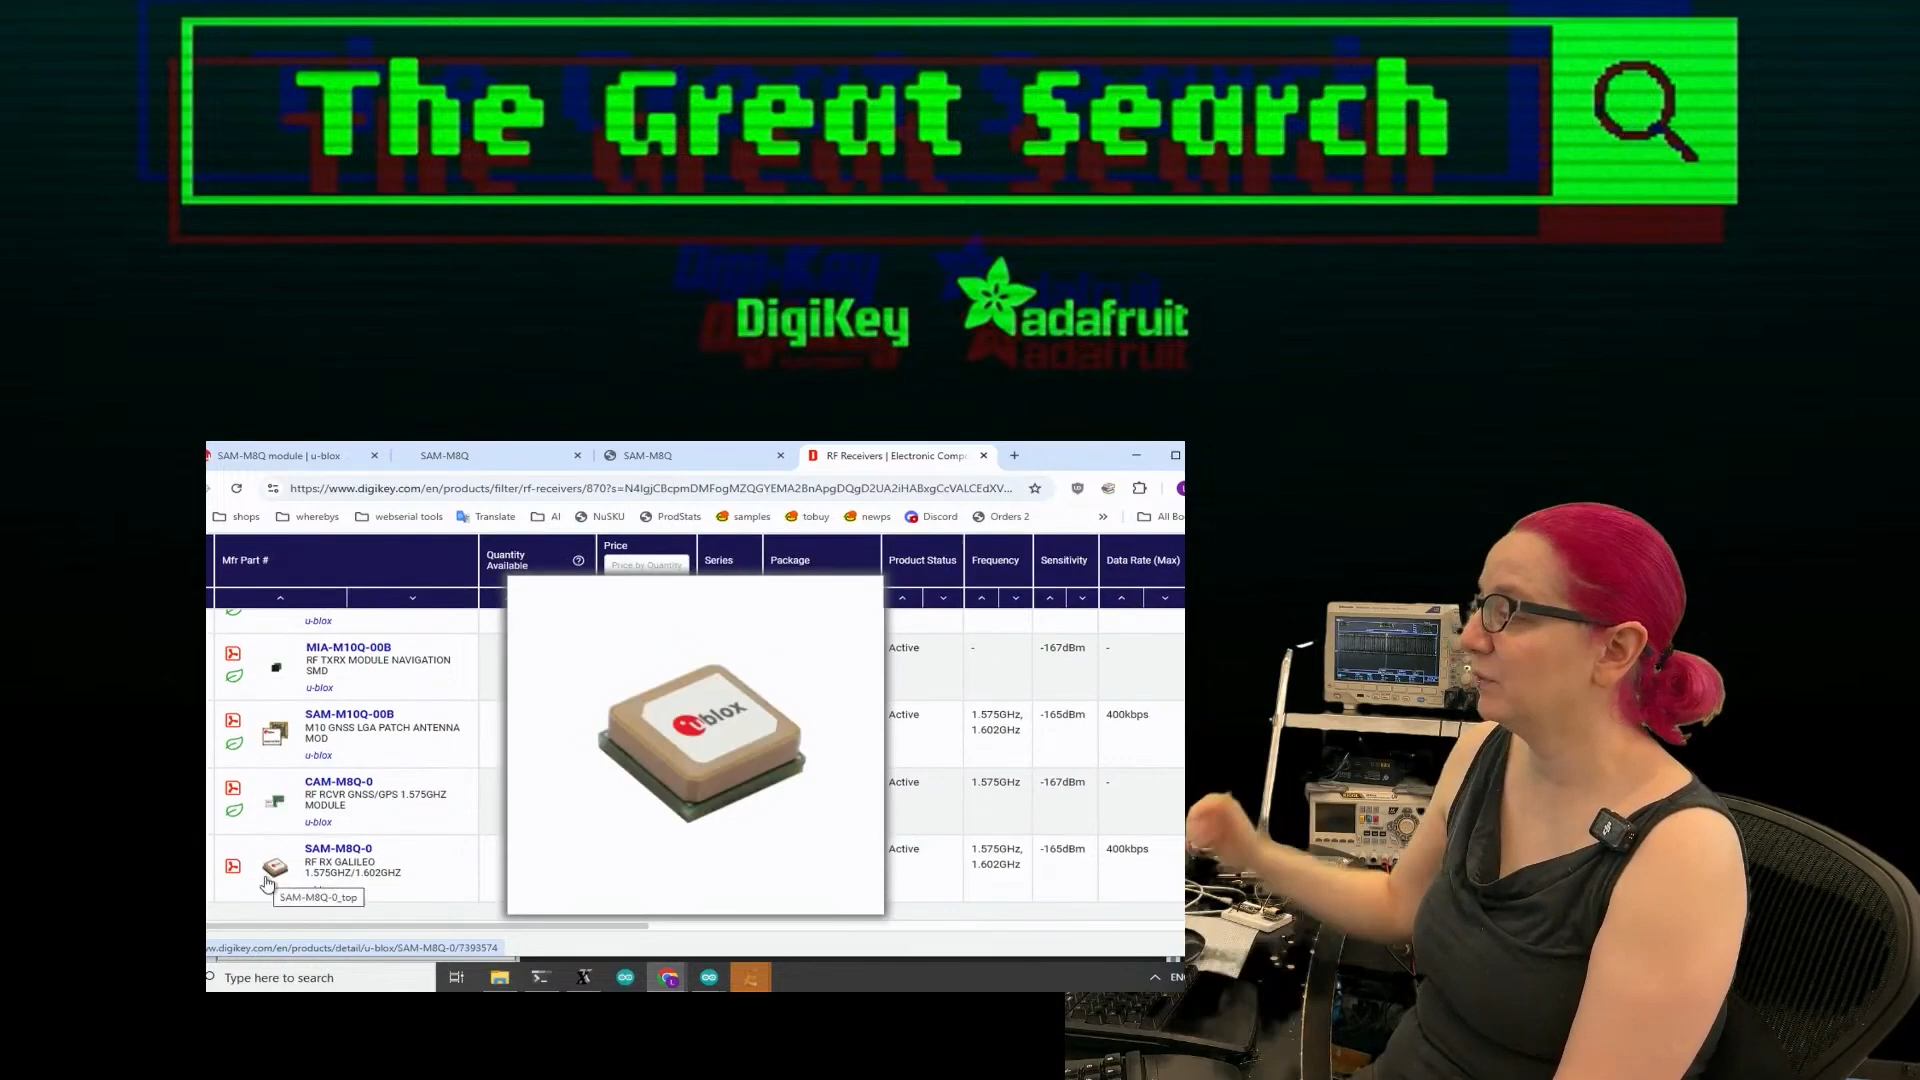 The Great Search
DigiKey
adafruit
SAM-M8Q module | u-blox
SAM-M8Q
SAM-M8Q
RF Receivers | Electronic Compo
https://www.digikey.com/en/products/filter/rf-receivers/870?s=N4IgjCBcpmDMFogMZQGYEMA2BnApgDQgD2UA2iHABxgCcVALCEdXV...
shops
wherebys
webserial tools
Translate
AI
NuSKU
ProdStats
samples
tobuy
newps
Discord
Orders 2
»
All Bo
Mfr Part #
Quantity
Available
Price
Price by Quantity
Series
Package
Product Status
Frequency
Sensitivity
Data Rate (Max)
u-blox
MIA-M10Q-00B
RF TXRX MODULE NAVIGATION
SMD
u-blox
Active
-
-167dBm
-
SAM-M10Q-00B
M10 GNSS LGA PATCH ANTENNA
MOD
u-blox
Active
1.575GHz,
1.602GHz
-165dBm
400kbps
CAM-M8Q-0
RF RCVR GNSS/GPS 1.575GHZ
MODULE
u-blox
Active
1.575GHz
-167dBm
-
SAM-M8Q-0
RF RX GALILEO
1.575GHZ/1.602GHZ
Active
1.575GHz,
1.602GHz
-165dBm
400kbps
SAM-M8Q-0_top
ublox
w.digikey.com/en/products/detail/u-blox/SAM-M8Q-0/7393574
Type here to search
ENG